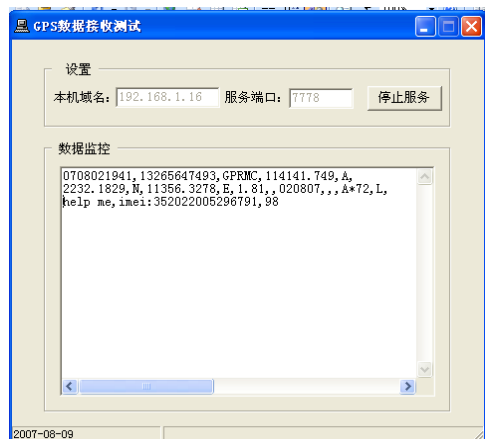 GPS数据接收测试
设置
本机域名: 192.168.1.16 服务端口: 7778 停止服务
数据监控
0708021941,13265647493,GPRMC,114141.749,A,
2232.1829,N,11356.3278,E,1.81,,020807,,,A*72,L,
help me,imei:352022005296791,98
2007-08-09